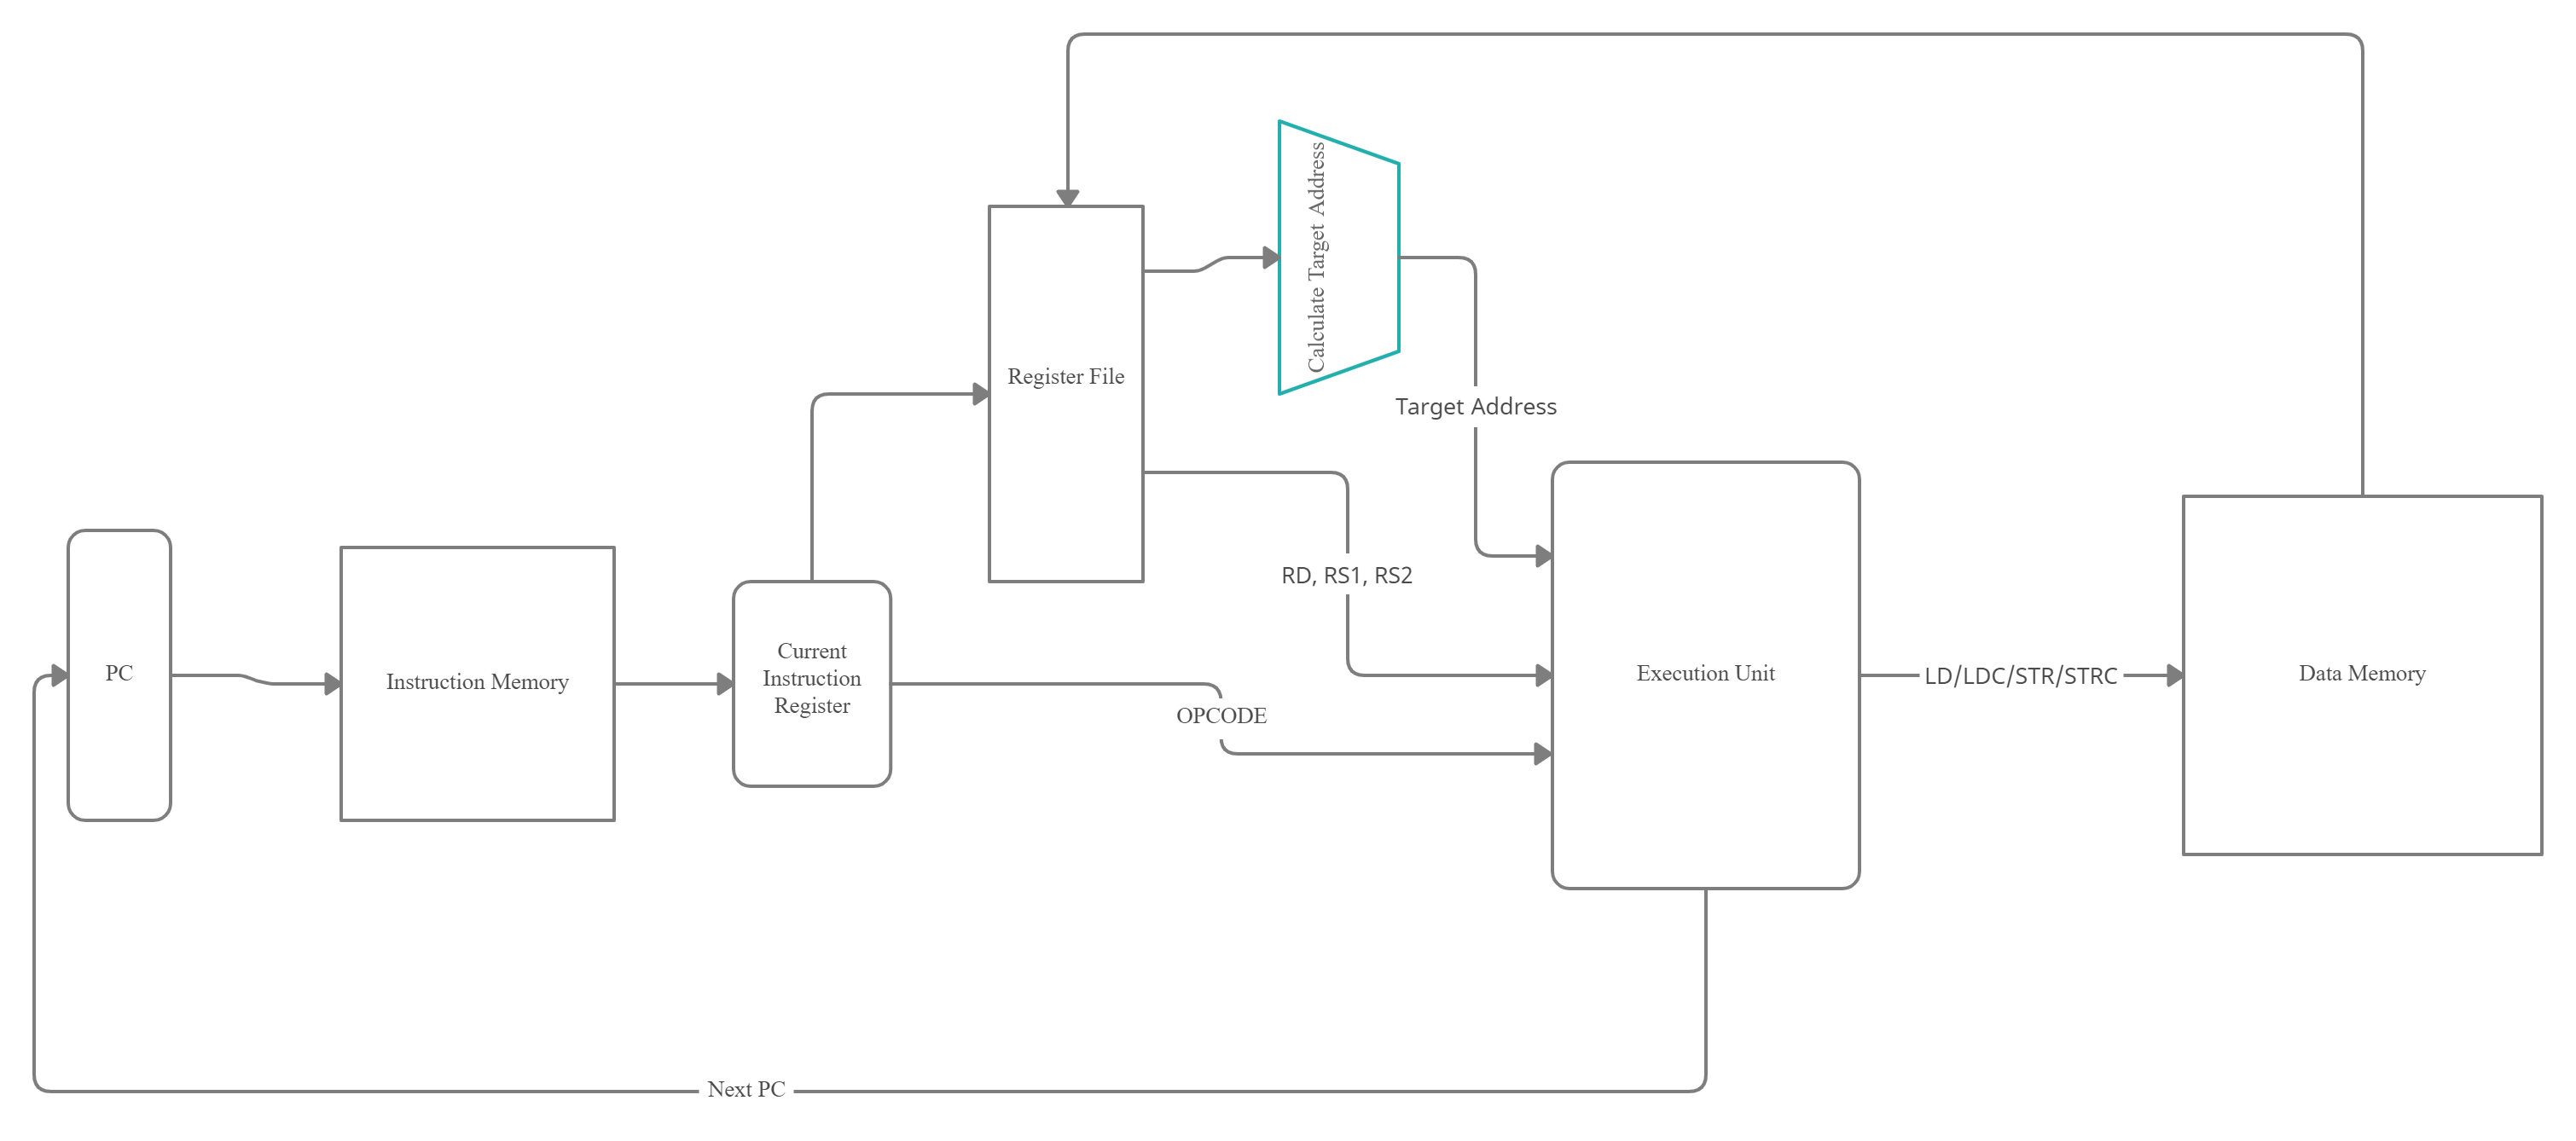 Calculate Target Address
Register File
Target Address
RD, RS1, RS2
PC
Instruction Memory
Current
Instruction
Register
OPCODE
Execution Unit
LD/LDC/STR/STRC
Data Memory
Next PC